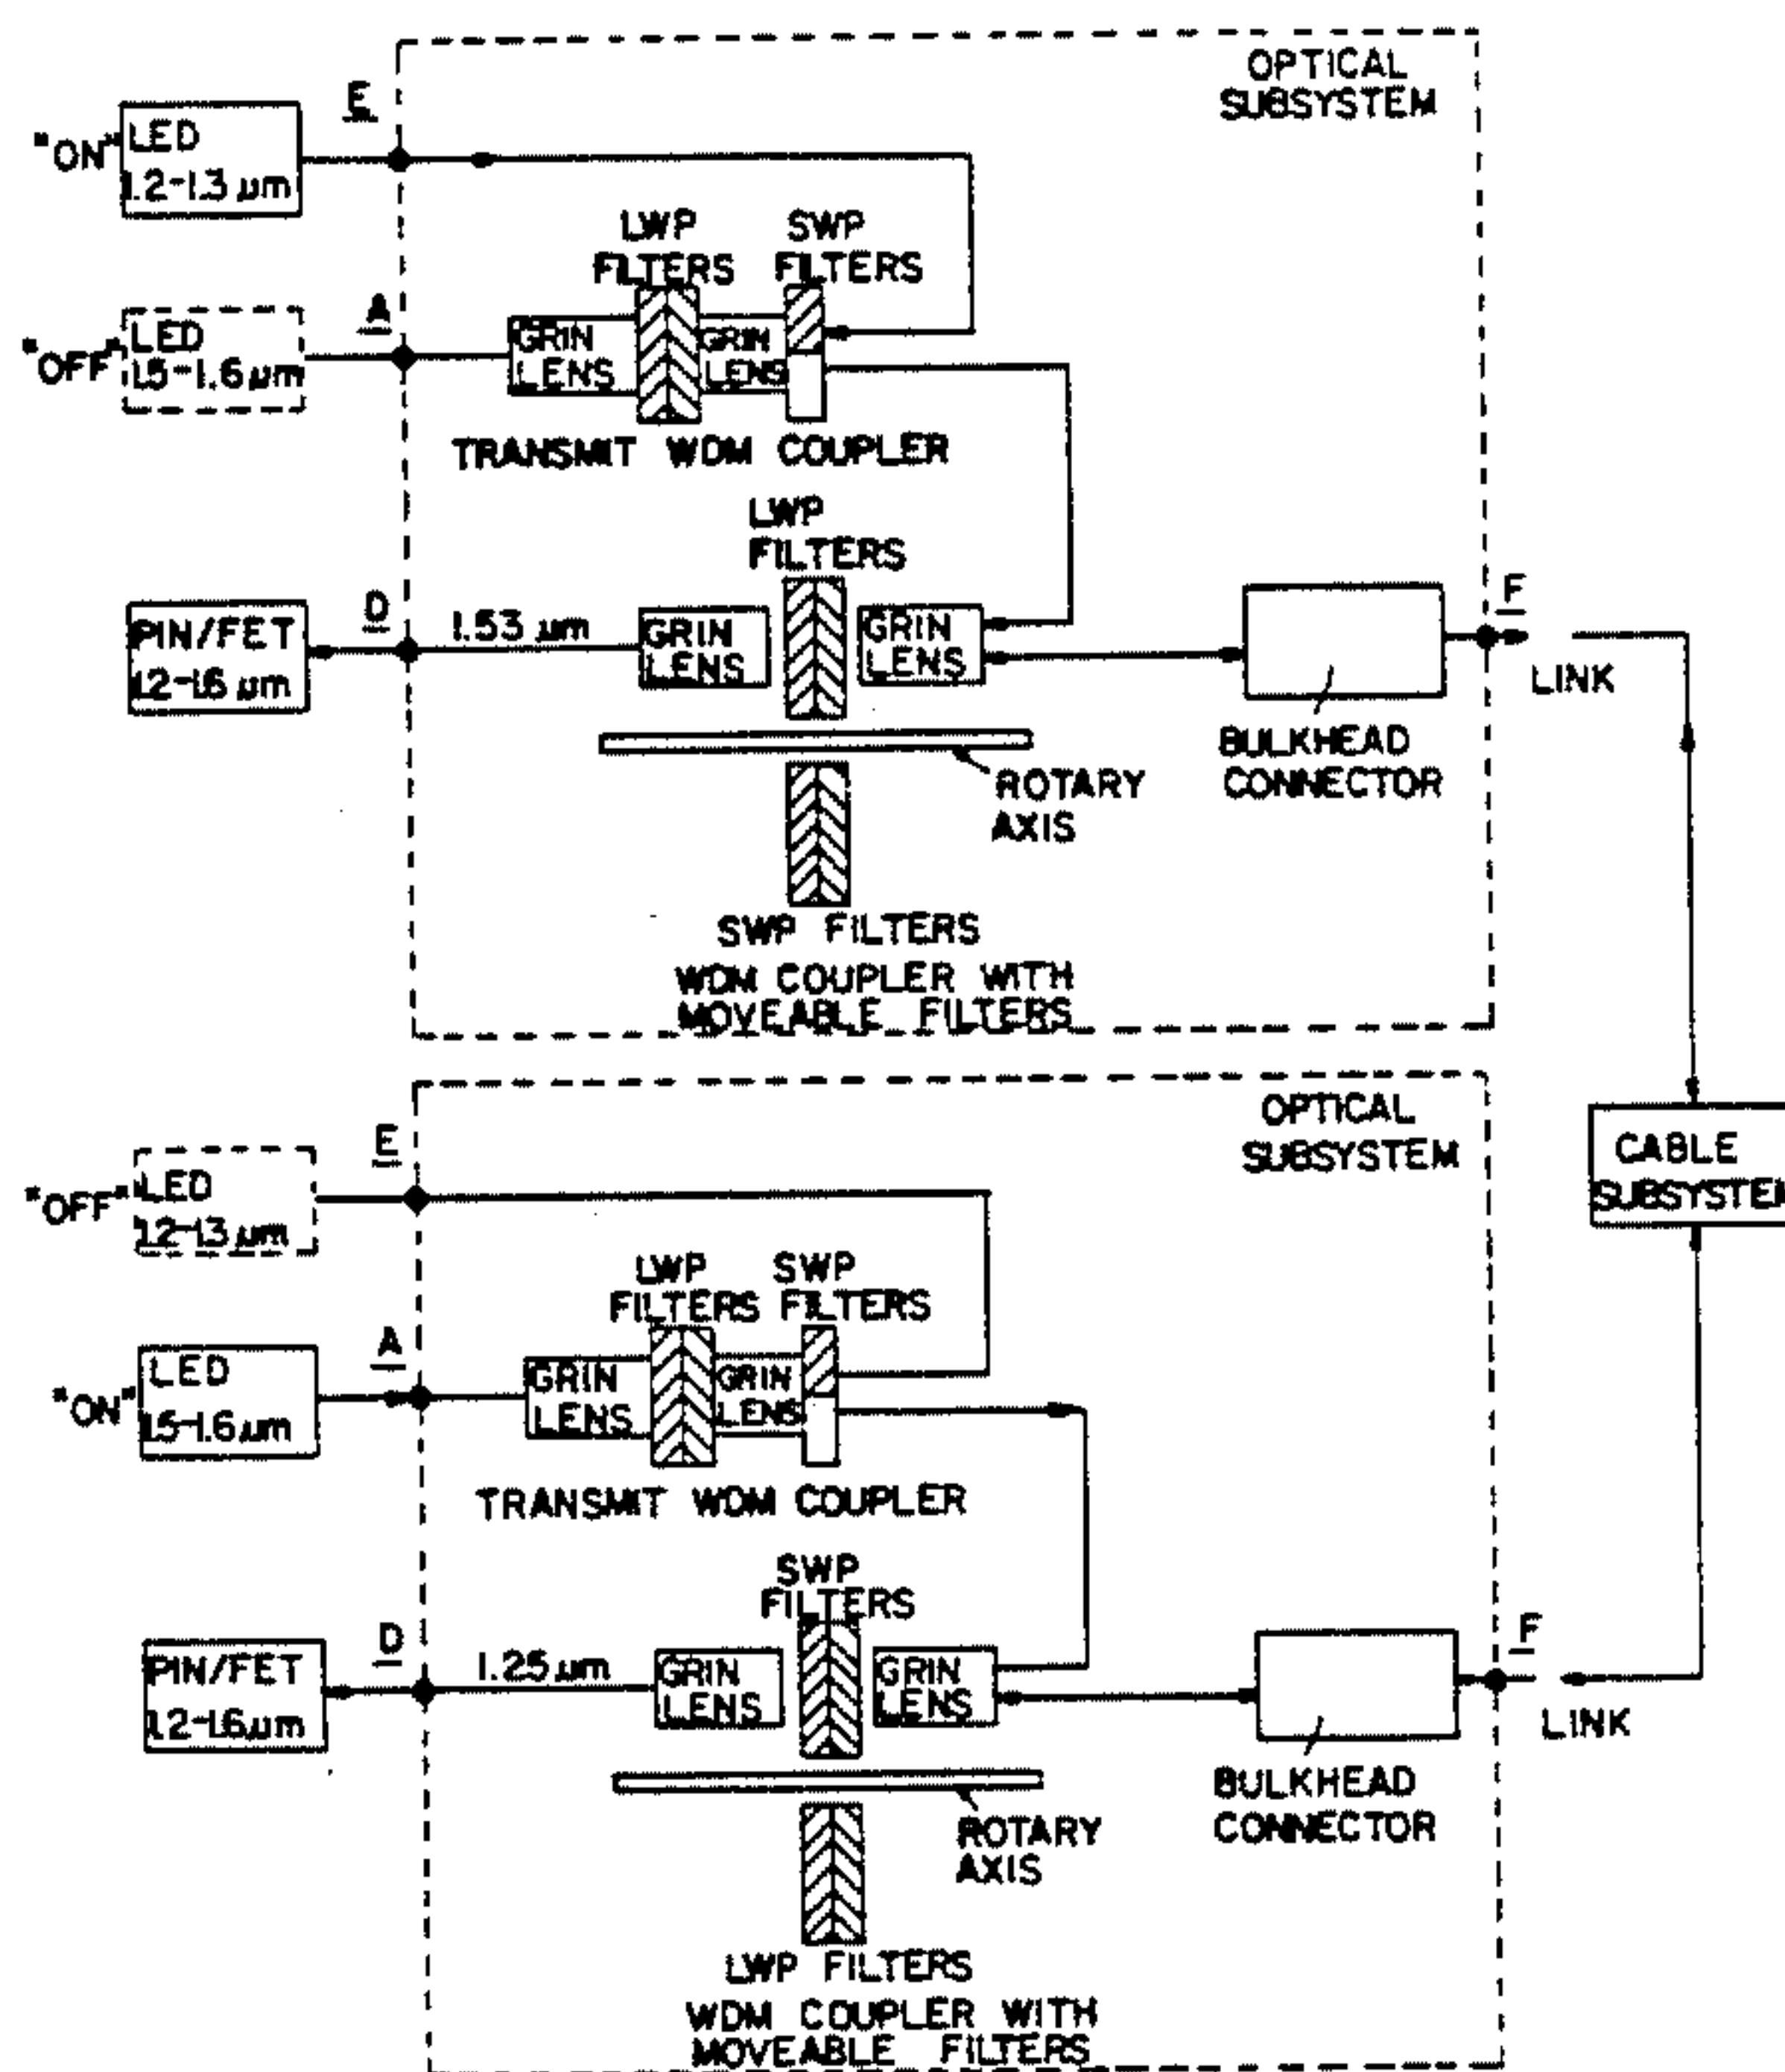 OPTICAL
SUBSYSTEM
E
"ON"
LED
1.2-1.3 µm
LWP
FILTERS
SWP
FILTERS
A
"OFF"
LED
1.5-1.6 µm
GRIN
LENS
GRIN
LENS
TRANSMIT WDM COUPLER
LWP
FILTERS
D
1.53 µm
PIN/FET
1.2-1.6 µm
GRIN
LENS
GRIN
LENS
F
LINK
BULKHEAD
CONNECTOR
ROTARY
AXIS
SWP FILTERS
WDM COUPLER WITH
MOVEABLE FILTERS
OPTICAL
SUBSYSTEM
CABLE
SUBSYSTEM
E
"OFF"
LED
1.2-1.3 µm
LWP
FILTERS
SWP
FILTERS
A
"ON"
LED
1.5-1.6 µm
GRIN
LENS
GRIN
LENS
TRANSMIT WDM COUPLER
SWP
FILTERS
D
1.25 µm
PIN/FET
1.2-1.6 µm
GRIN
LENS
GRIN
LENS
F
LINK
BULKHEAD
CONNECTOR
ROTARY
AXIS
LWP FILTERS
WDM COUPLER WITH
MOVEABLE FILTERS